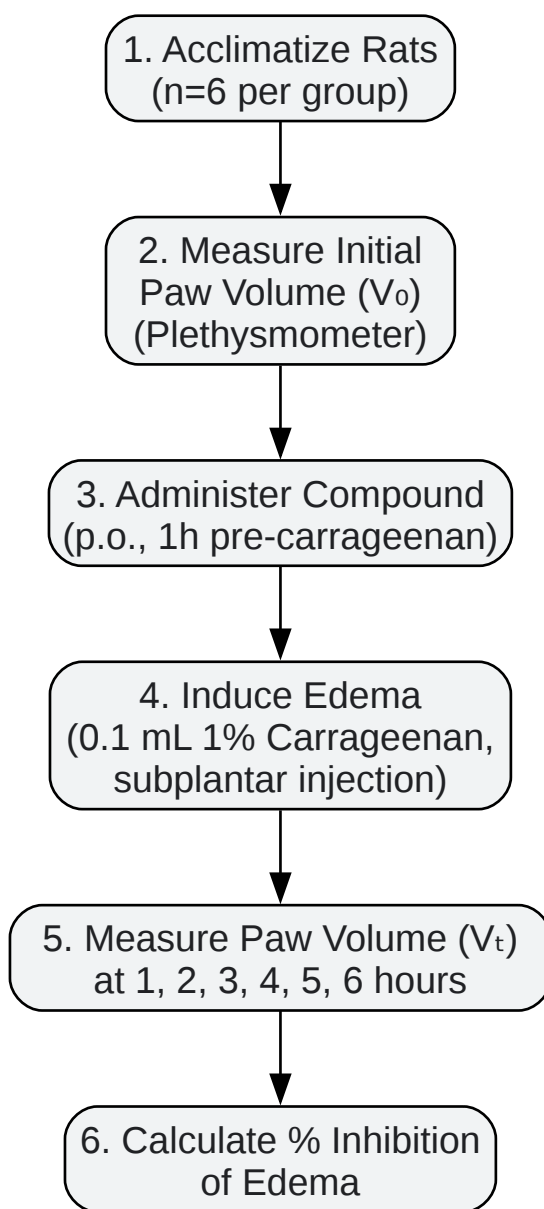 1. Acclimatize Rats
(n=6 per group)
2. Measure Initial
Paw Volume (V₀)
(Plethysmometer)
3. Administer Compound
(p.o., 1h pre-carrageenan)
4. Induce Edema
(0.1 mL 1% Carrageenan,
subplantar injection)
5. Measure Paw Volume (Vₜ)
at 1, 2, 3, 4, 5, 6 hours
6. Calculate % Inhibition
of Edema